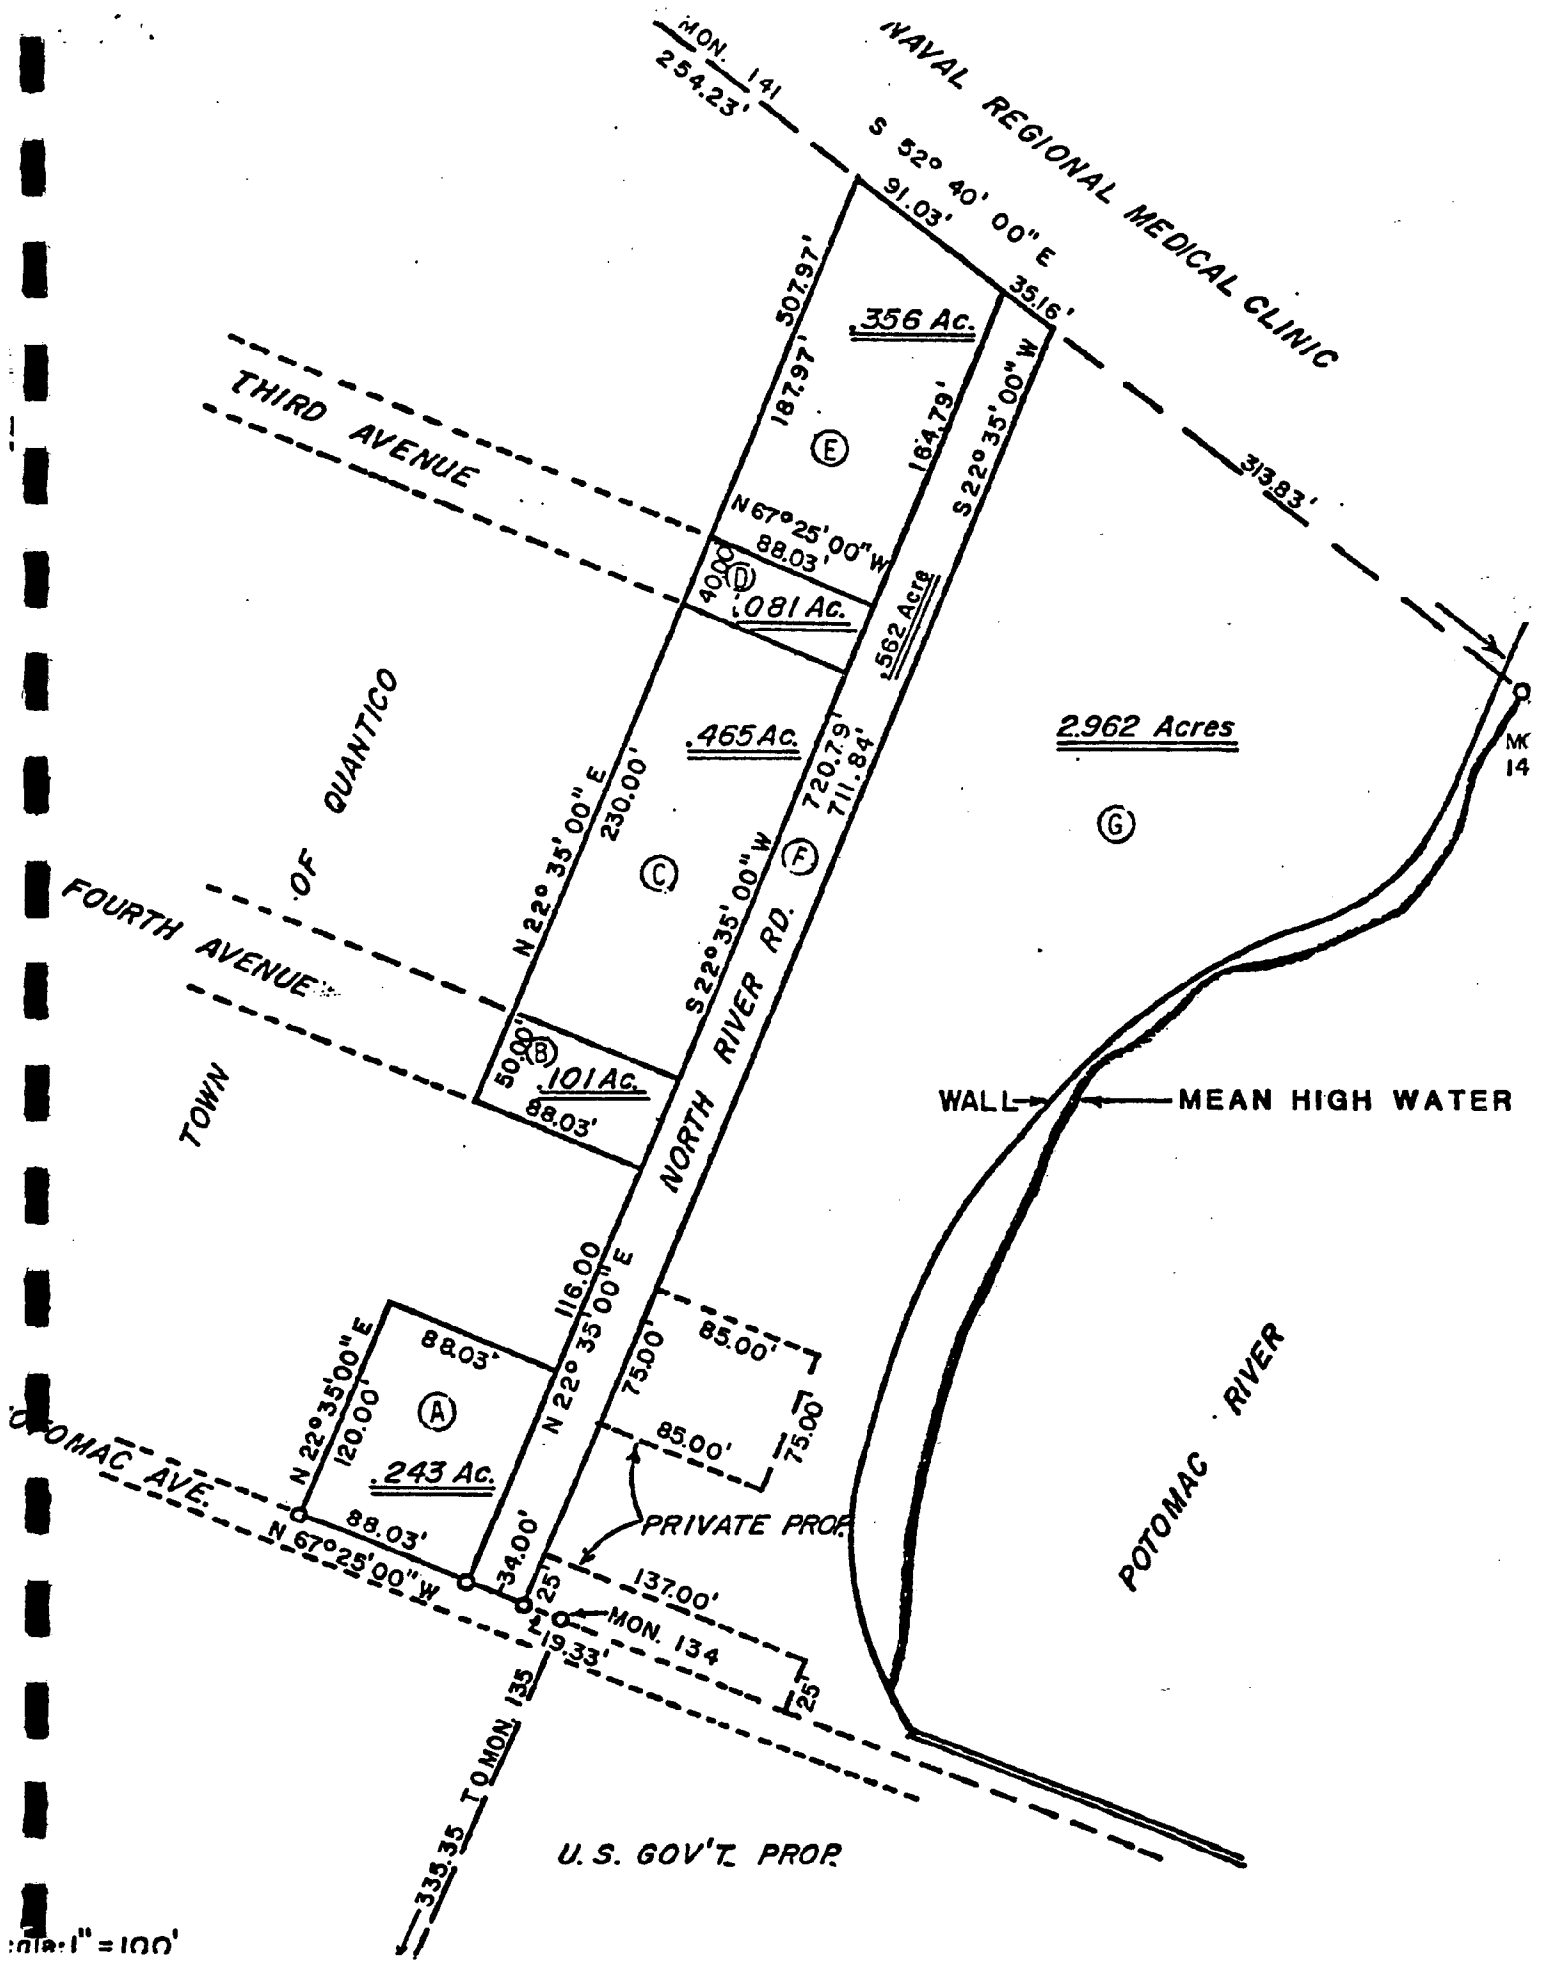 MON. 141
254.23'
NAVAL REGIONAL MEDICAL CLINIC
S 52° 40' 00" E
91.03'
35.16'
507.97'
187.97'
.356 Ac.
E
164.79'
S 22° 35' 00" W
313.83'
THIRD AVENUE
N 67° 25' 00" W
88.03'
40.00
D
.081 Ac.
.562 Acre
.465 Ac.
720.79'
711.84'
2.962 Acres
G
14
TOWN OF QUANTICO
N 22° 35' 00" E
230.00'
C
S 22° 35' 00" W
F
NORTH RIVER RD.
FOURTH AVENUE
50.00'
B
.101 Ac.
88.03'
WALL
MEAN HIGH WATER
116.00
N 22° 35' 00" E
75.00'
85.00'
75.00'
85.00'
PRIVATE PROP.
88.03'
N 22° 35' 00" E
120.00'
A
.243 Ac.
OTOMAC AVE.
88.03'
N 67° 25' 00" W
34.00'
25'
137.00'
MON. 134
19.33'
25'
POTOMAC RIVER
335.35 TO MON. 135
U.S. GOV'T. PROP.
1" = 100'